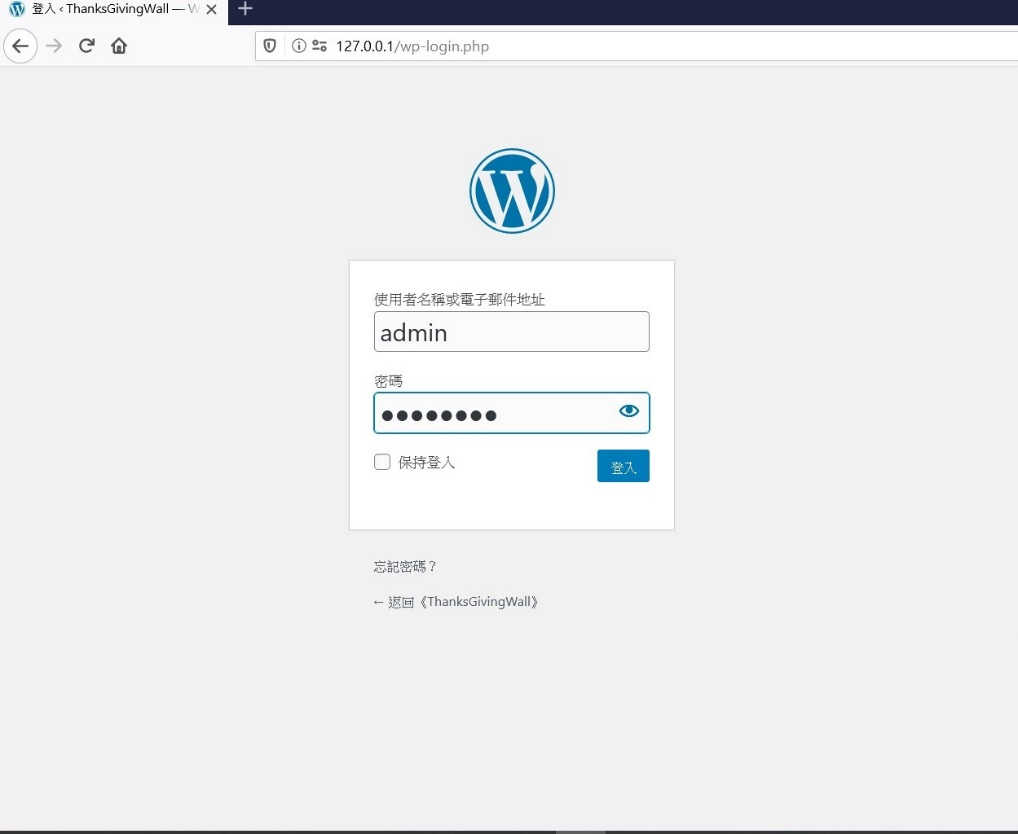 登入 ‹ ThanksGivingWall — W
127.0.0.1/wp-login.php
使用者名稱或電子郵件地址
admin
密碼
●●●●●●●●
保持登入
登入
忘記密碼？
← 返回《ThanksGivingWall》